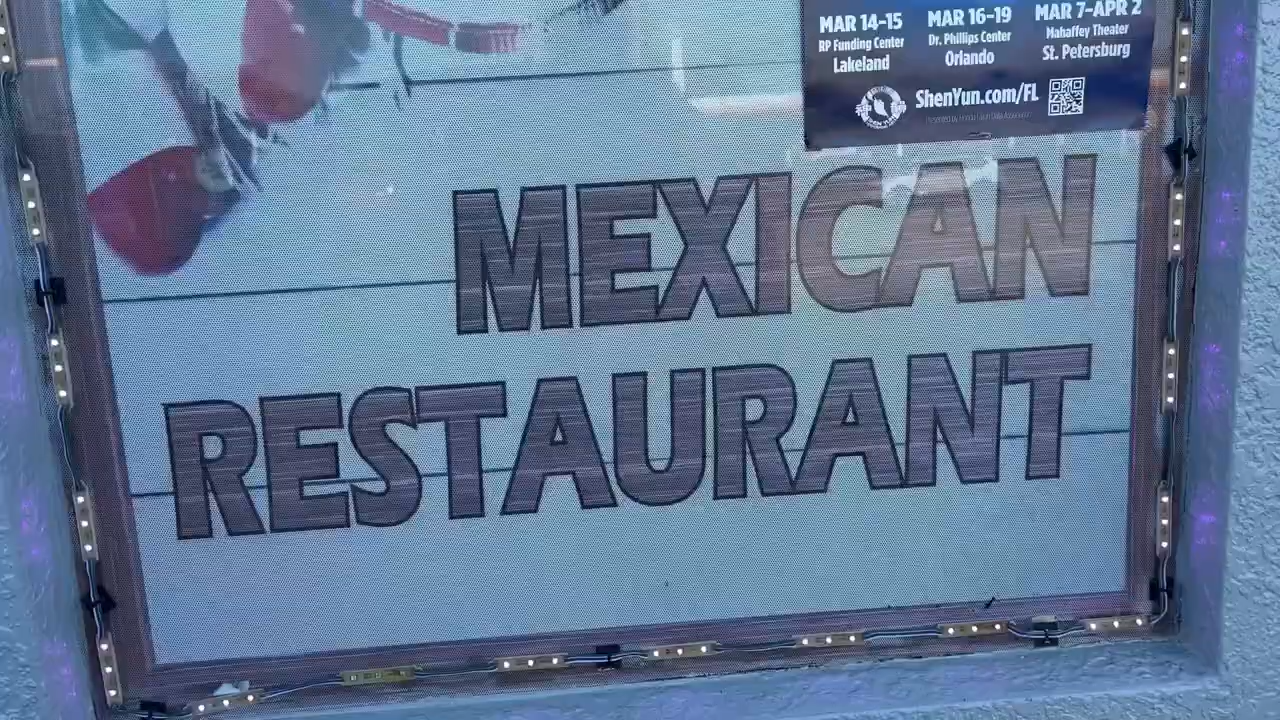 MAR 14-15
RP Funding Center
Lakeland
MAR 16-19
Dr. Phillips Center
Orlando
MAR 7-APR 2
Mahaffey Theater
St. Petersburg
ShenYun.com/FL
MEXICAN
RESTAURANT